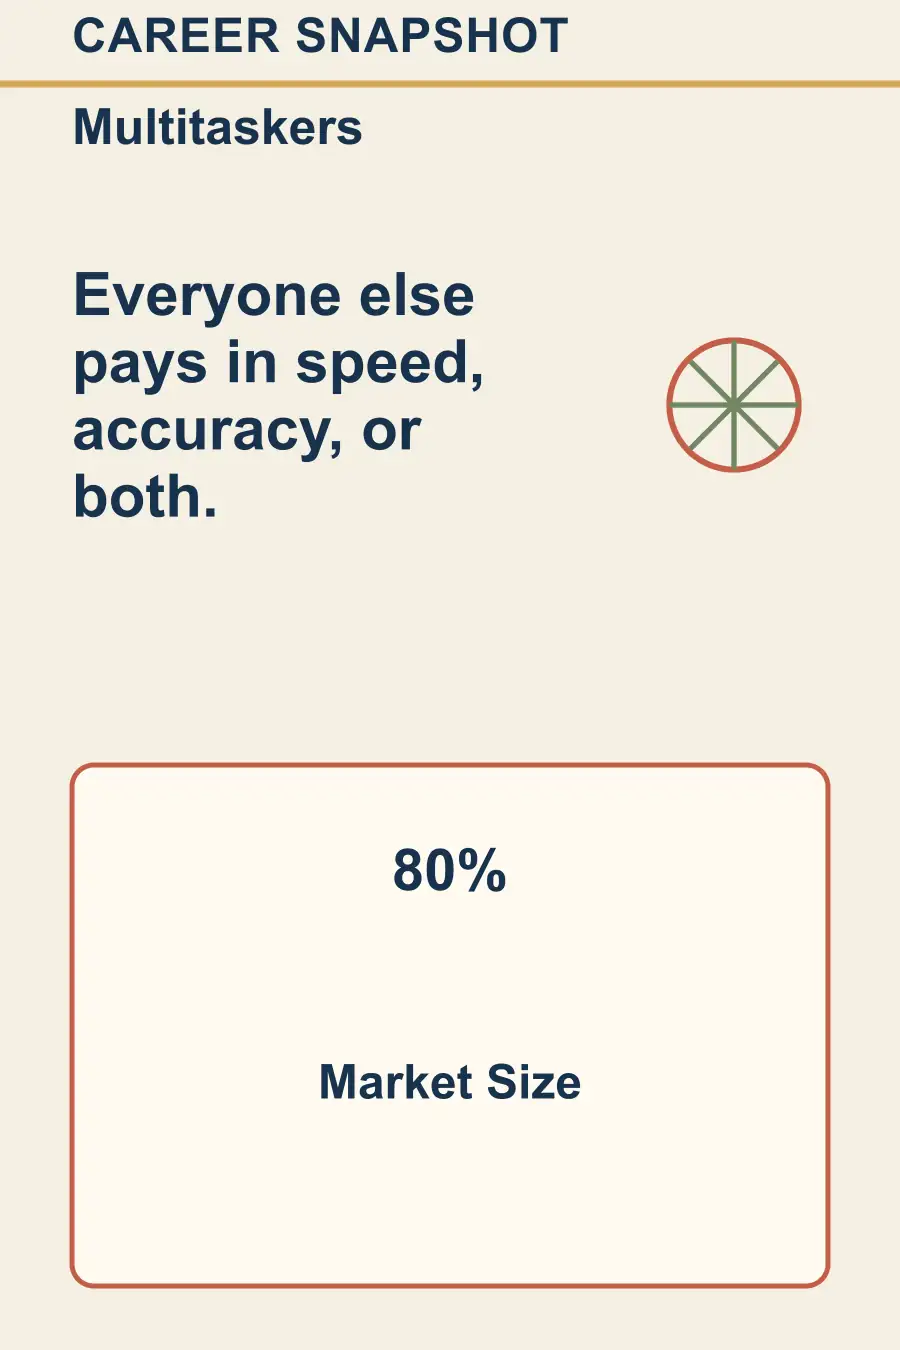 CAREER SNAPSHOT
Multitaskers
Everyone else
pays in speed,
accuracy, or
both.
80%
Market Size